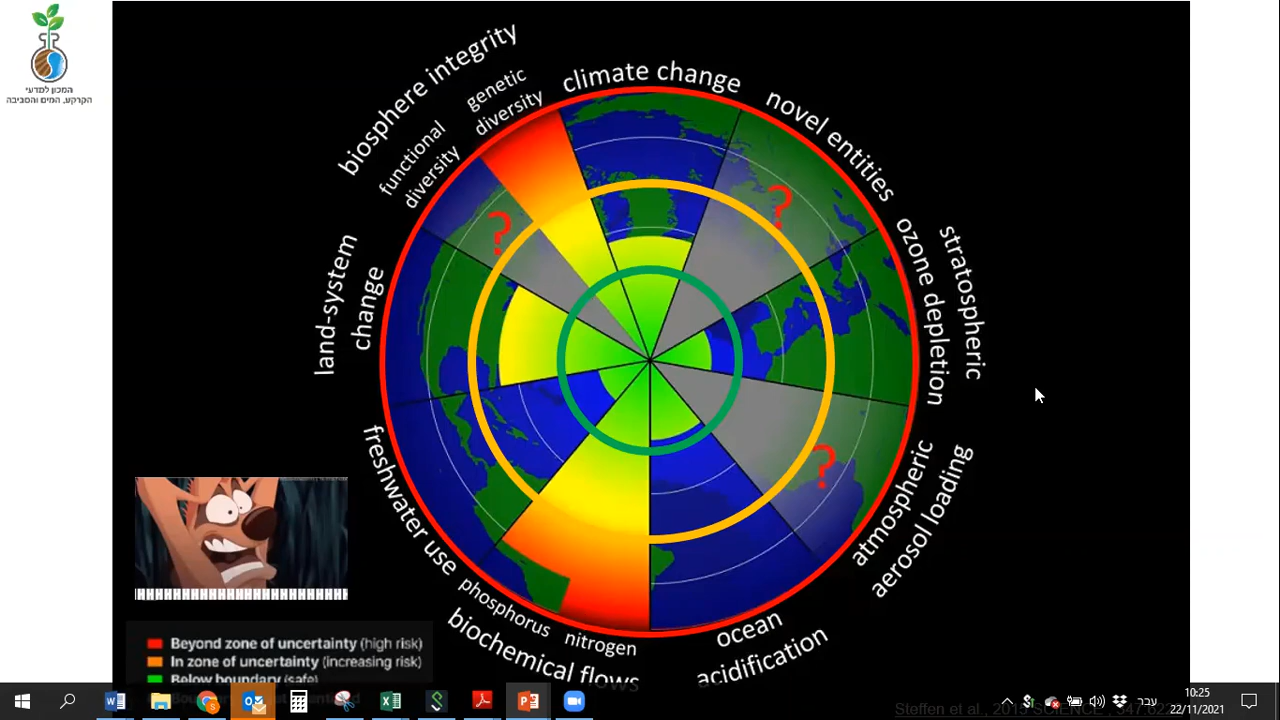 המכון למדעי
הקרקע, המים והסביבה
biosphere integrity
genetic
diversity
functional
diversity
climate change
novel entities
stratospheric
ozone depletion
atmospheric
aerosol loading
ocean
acidification
biochemical flows
phosphorus
nitrogen
freshwater use
land-system
change
?
?
?
Beyond zone of uncertainty (high risk)
In zone of uncertainty (increasing risk)
Below boundary (safe)
Steffen et al., 2015 SCIENCE
עבר
10:25
22/11/2021